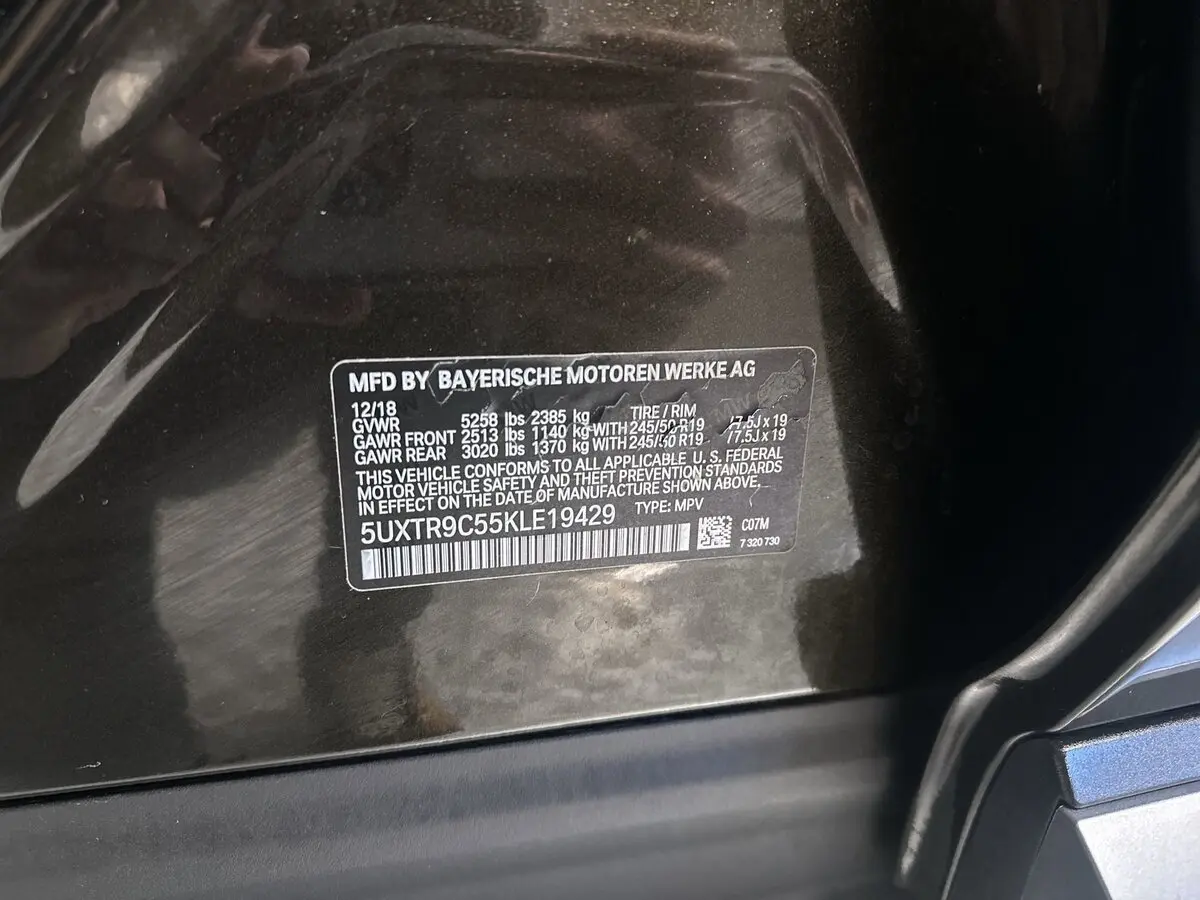 MFD BY BAYERISCHE MOTOREN WERKE AG
12/18 TIRE / RIM
GVWR 5258 lbs 2385 kg
GAWR FRONT 2513 lbs 1140 kg WITH 245/50 R19 /7.5J x 19
GAWR REAR 3020 lbs 1370 kg WITH 245/50 R19 /7.5J x 19
THIS VEHICLE CONFORMS TO ALL APPLICABLE U. S. FEDERAL
MOTOR VEHICLE SAFETY AND THEFT PREVENTION STANDARDS
IN EFFECT ON THE DATE OF MANUFACTURE SHOWN ABOVE.
5UXTR9C55KLE19429 TYPE: MPV
C07M
7 320 730